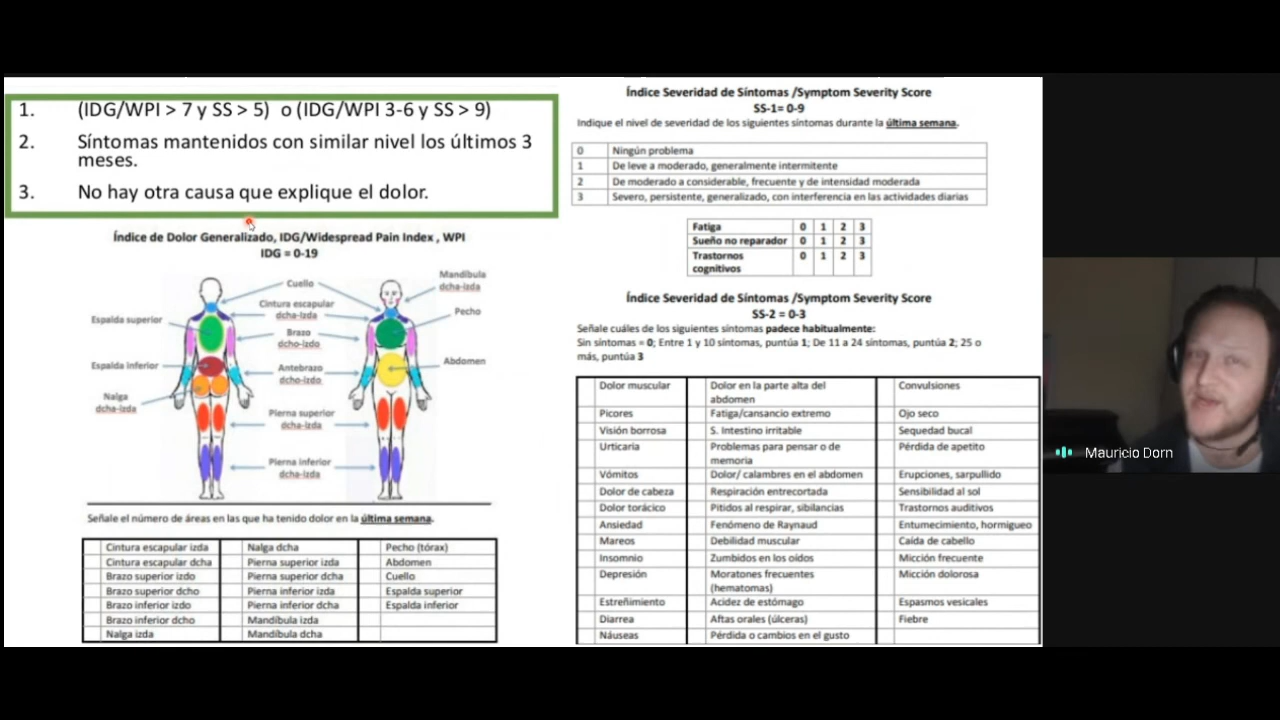 1. (IDG/WPI > 7 y SS > 5) o (IDG/WPI 3-6 y SS > 9)
2. Síntomas mantenidos con similar nivel los últimos 3
meses.
3. No hay otra causa que explique el dolor.
Índice de Dolor Generalizado, IDG/Widespread Pain Index , WPI
IDG = 0-19
Cuello
Mandíbula
dcha-izda
Cintura escapular
dcha-izda
Pecho
Espalda superior
Brazo
dcho-izdo
Espalda inferior
Abdomen
Antebrazo
dcho-izdo
Nalga
dcha-izda
Pierna superior
dcha-izda
Pierna inferior
dcha-izda
Señale el número de áreas en las que ha tenido dolor en la última semana.
Cintura escapular izda Nalga dcha Pecho (tórax)
Cintura escapular dcha Pierna superior izda Abdomen
Brazo superior izdo Pierna superior dcha Cuello
Brazo superior dcho Pierna inferior izda Espalda superior
Brazo inferior izdo Pierna inferior dcha Espalda inferior
Brazo inferior dcho Mandíbula izda
Nalga izda Mandíbula dcha
Índice Severidad de Síntomas /Symptom Severity Score
SS-1= 0-9
Indique el nivel de severidad de los siguientes síntomas durante la última semana.
0 Ningún problema
1 De leve a moderado, generalmente intermitente
2 De moderado a considerable, frecuente y de intensidad moderada
3 Severo, persistente, generalizado, con interferencia en las actividades diarias
Fatiga 0 1 2 3
Sueño no reparador 0 1 2 3
Trastornos 0 1 2 3
cognitivos
Índice Severidad de Síntomas /Symptom Severity Score
SS-2 = 0-3
Señale cuáles de los siguientes síntomas padece habitualmente:
Sin síntomas = 0; Entre 1 y 10 síntomas, puntúa 1; De 11 a 24 síntomas, puntúa 2; 25 o
más, puntúa 3
Dolor muscular Dolor en la parte alta del Convulsiones
abdomen
Picores Fatiga/cansancio extremo Ojo seco
Visión borrosa S. Intestino irritable Sequedad bucal
Urticaria Problemas para pensar o de Pérdida de apetito
memoria
Vómitos Dolor/ calambres en el abdomen Erupciones, sarpullido
Dolor de cabeza Respiración entrecortada Sensibilidad al sol
Dolor torácico Pitidos al respirar, sibilancias Trastornos auditivos
Ansiedad Fenómeno de Raynaud Entumecimiento, hormigueo
Mareos Debilidad muscular Caída de cabello
Insomnio Zumbidos en los oídos Micción frecuente
Depresión Moratones frecuentes Micción dolorosa
(hematomas)
Estreñimiento Acidez de estómago Espasmos vesicales
Diarrea Aftas orales (úlceras) Fiebre
Náuseas Pérdida o cambios en el gusto
Mauricio Dorn